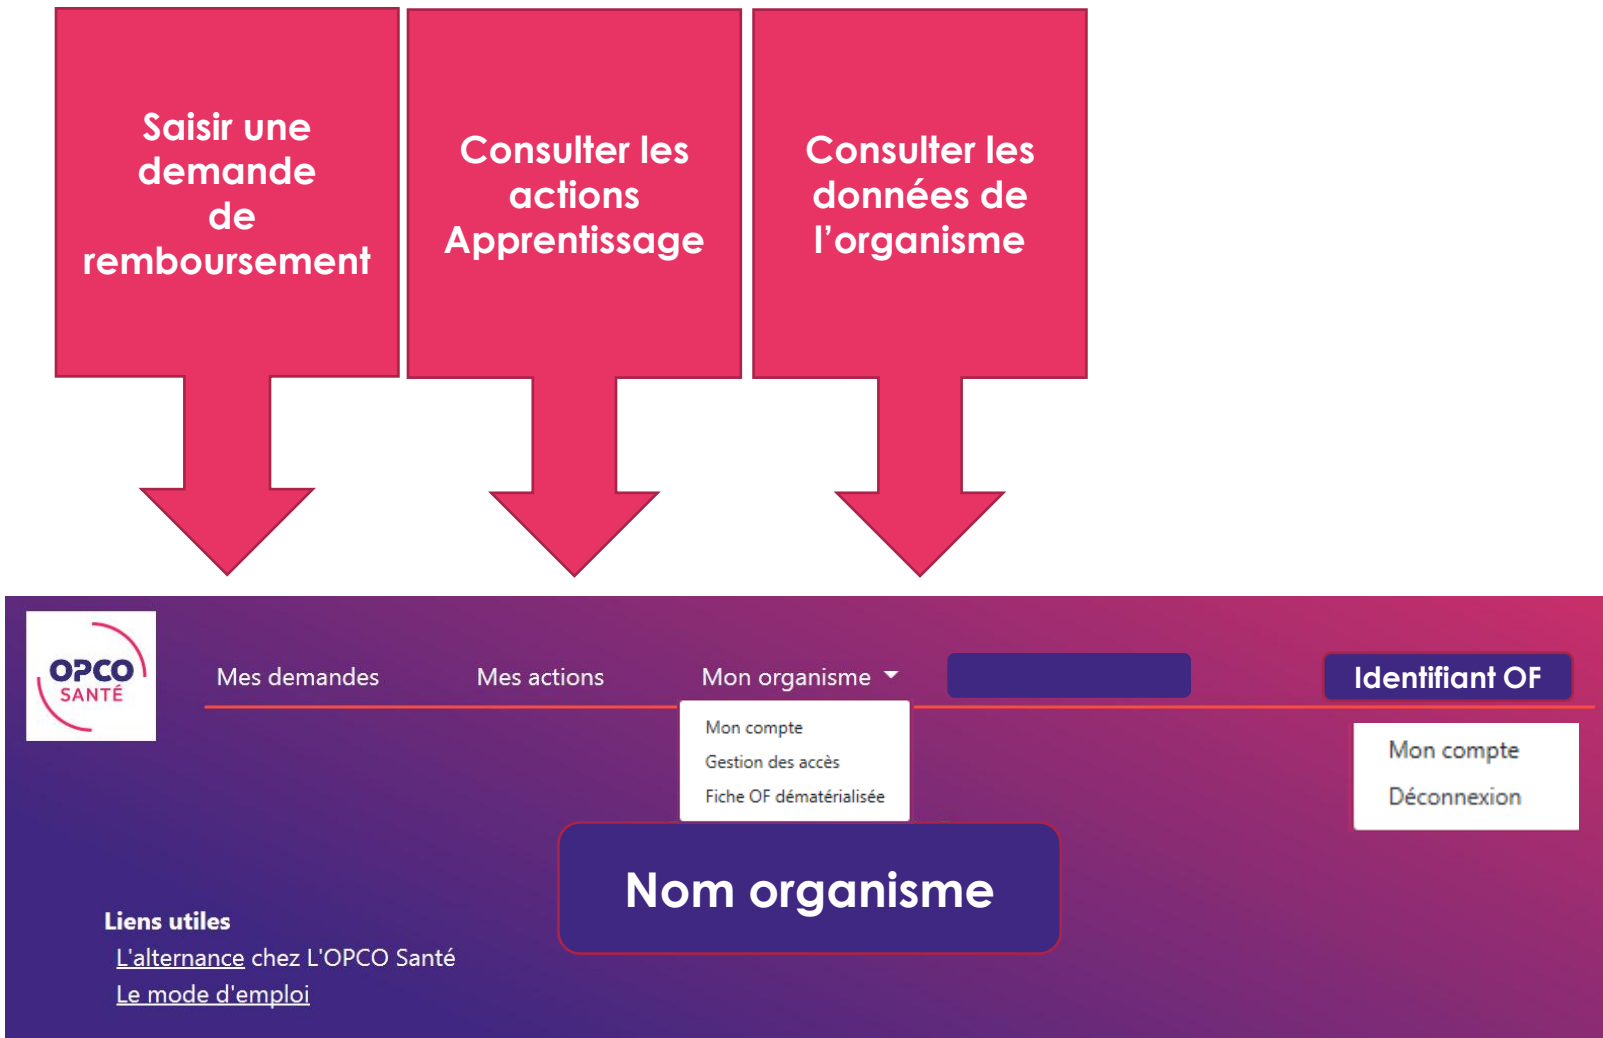 Saisir une
demande
de
remboursement
Consulter les
actions
Apprentissage
Consulter les
données de
l’organisme
OPCO
SANTÉ
Mes demandes
Mes actions
Mon organisme
Identifiant OF
Mon compte
Gestion des accès
Fiche OF dématérialisée
Mon compte
Déconnexion
Nom organisme
Liens utiles
L'alternance chez L'OPCO Santé
Le mode d'emploi